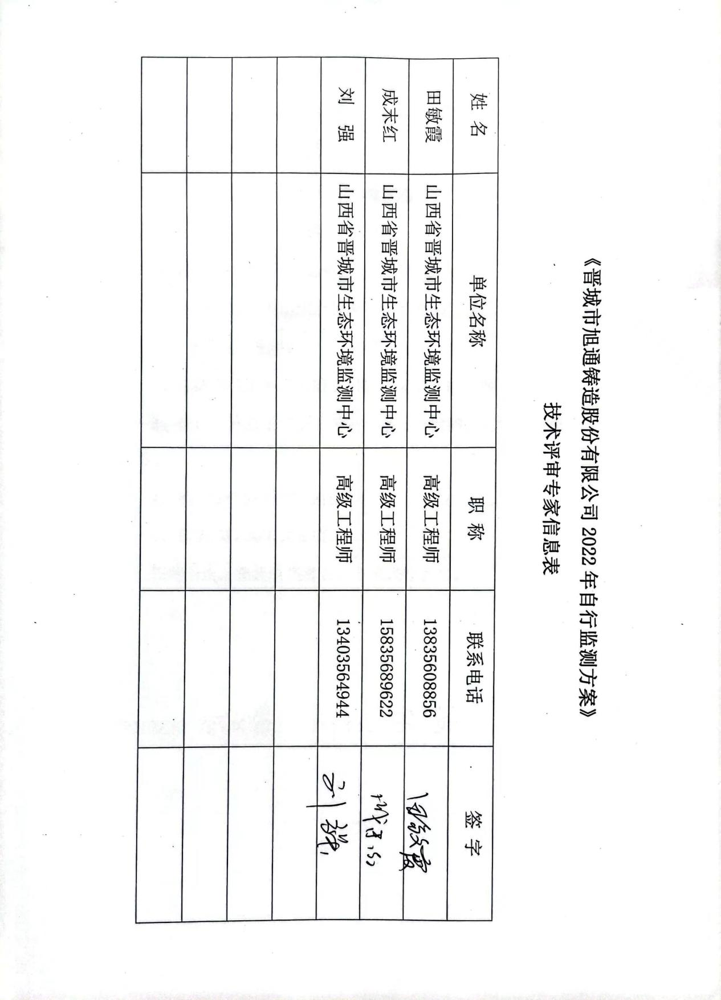 《晋城市旭通铸造股份有限公司 2022 年自行监测方案》
技术评审专家信息表
姓 名 单位名称 职 称 联系电话 签 字
田敏霞 山西省晋城市生态环境监测中心 高级工程师 13835608856 田敏霞
成末红 山西省晋城市生态环境监测中心 高级工程师 15835689622
刘 强 山西省晋城市生态环境监测中心 高级工程师 13403564944 刘强